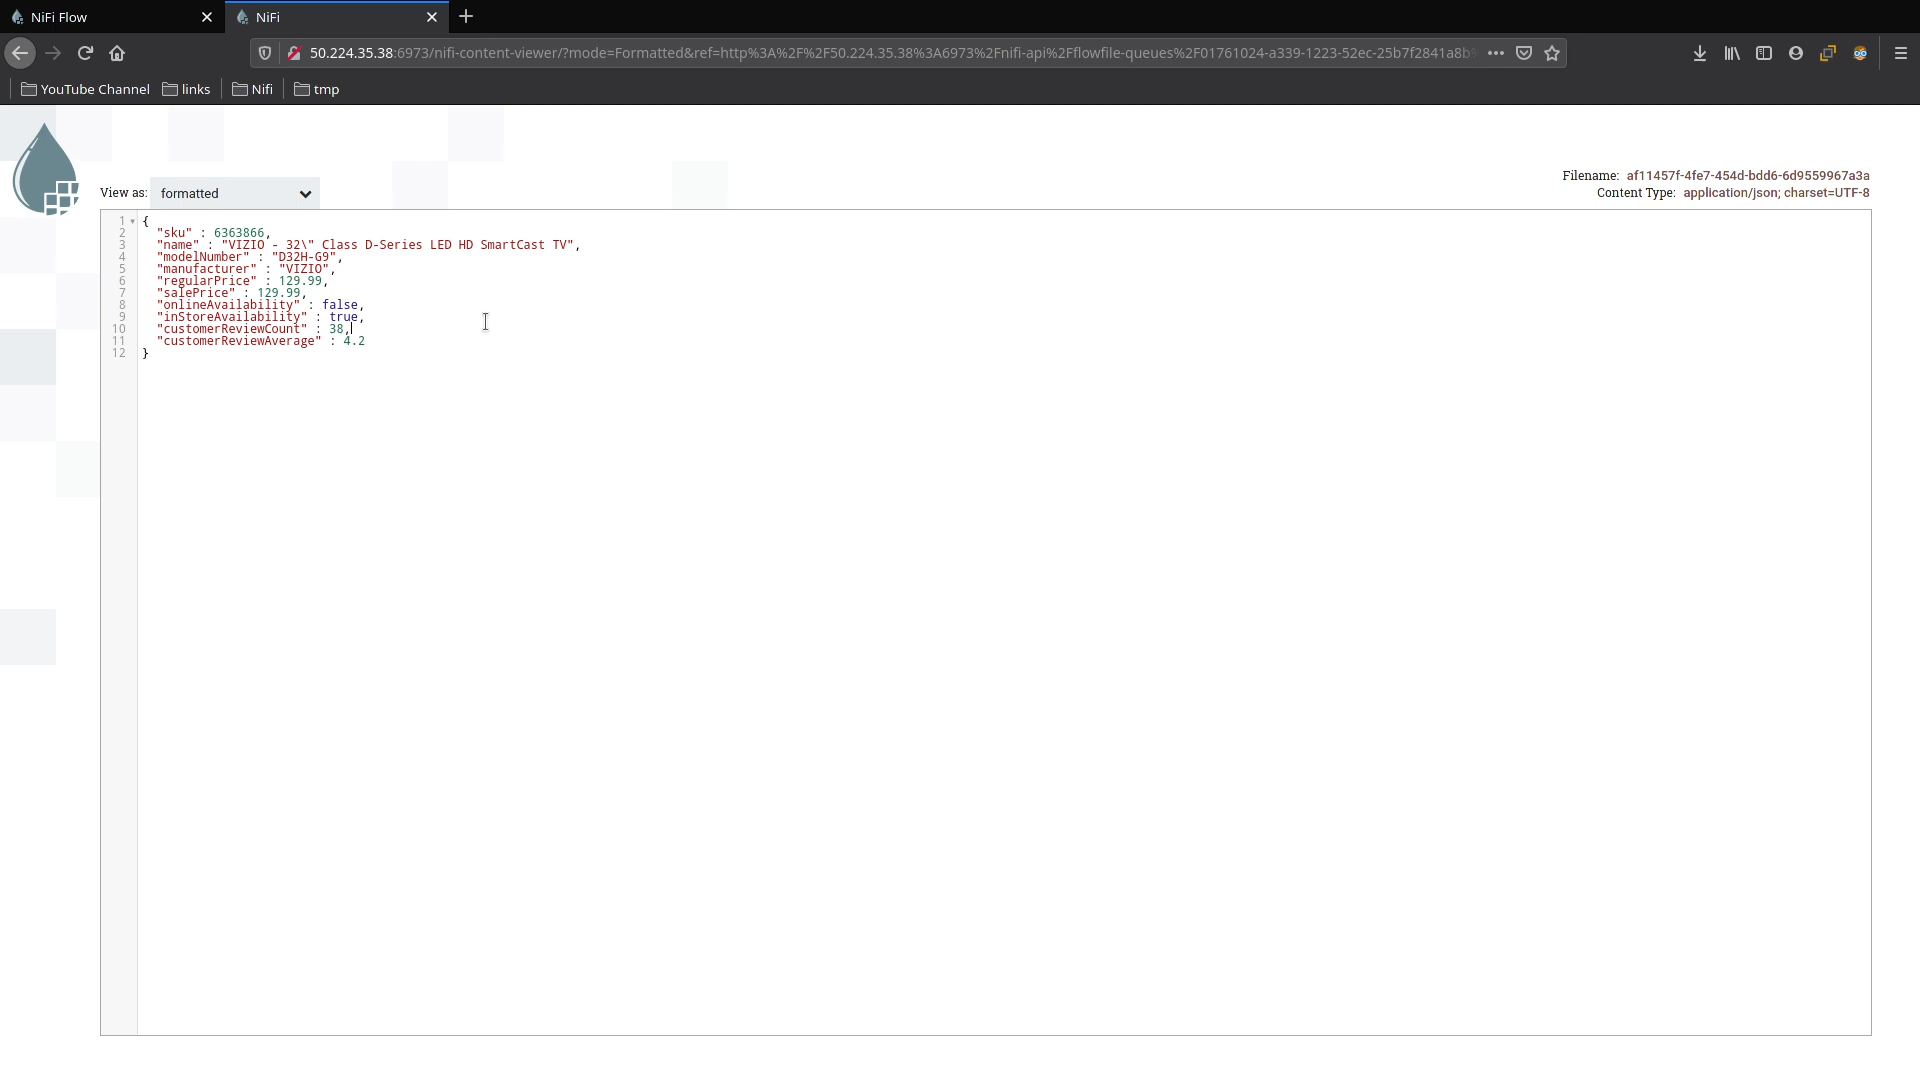 NiFi Flow
NiFi
50.224.35.38:6973/nifi-content-viewer/?mode=Formatted&ref=http%3A%2F%2F50.224.35.38%3A6973%2Fnifi-api%2Fflowfile-queues%2F01761024-a339-1223-52ec-25b7f2841a8b%
YouTube Channel
links
Nifi
tmp
Filename: af11457f-4fe7-454d-bdd6-6d9559967a3a
View as: formatted
Content Type: application/json; charset=UTF-8
1 {
2 "sku" : 6363866,
3 "name" : "VIZIO - 32\" Class D-Series LED HD SmartCast TV",
4 "modelNumber" : "D32H-G9",
5 "manufacturer" : "VIZIO",
6 "regularPrice" : 129.99,
7 "salePrice" : 129.99,
8 "onlineAvailability" : false,
9 "inStoreAvailability" : true,
10 "customerReviewCount" : 38,
11 "customerReviewAverage" : 4.2
12 }